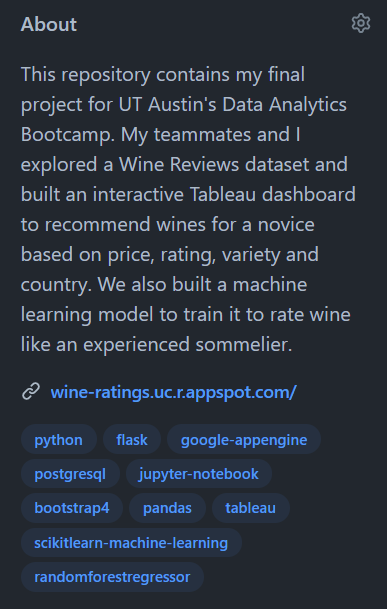 About
This repository contains my final
project for UT Austin's Data Analytics
Bootcamp. My teammates and I
explored a Wine Reviews dataset and
built an interactive Tableau dashboard
to recommend wines for a novice
based on price, rating, variety and
country. We also built a machine
learning model to train it to rate wine
like an experienced sommelier.
wine-ratings.uc.r.appspot.com/
python flask google-appengine
postgresql jupyter-notebook
bootstrap4 pandas tableau
scikitlearn-machine-learning
randomforestregressor